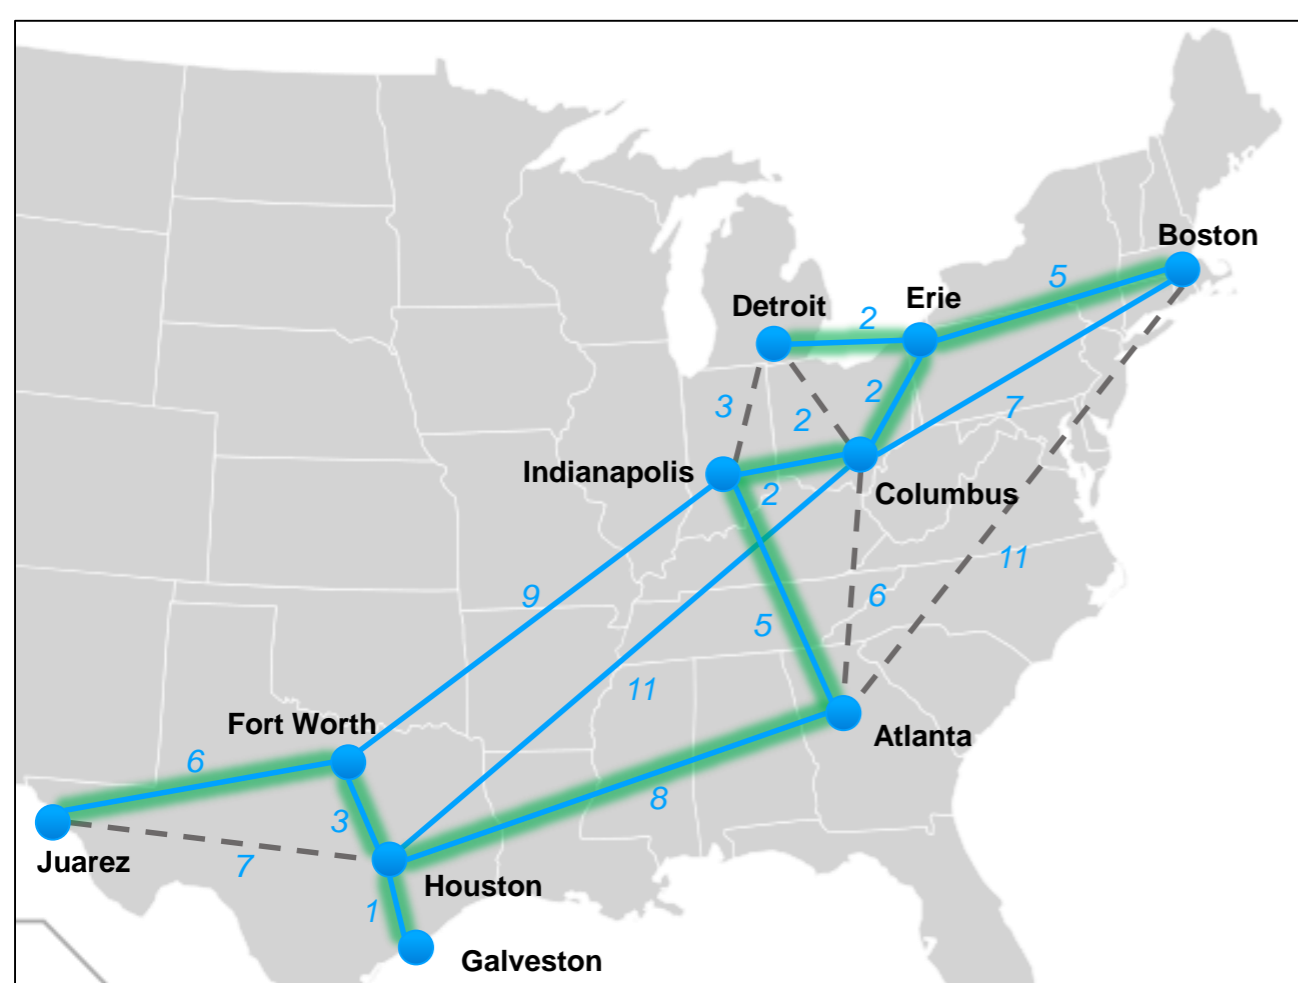 Boston
5
Erie
Detroit
2
2
3
2
7
Indianapolis
2
Columbus
11
9
6
5
11
Fort Worth
Atlanta
6
8
3
Juarez
7
Houston
1
Galveston